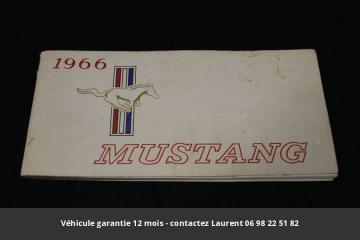 1966
MUSTANG
Véhicule garantie 12 mois - contactez Laurent 06 98 22 51 82